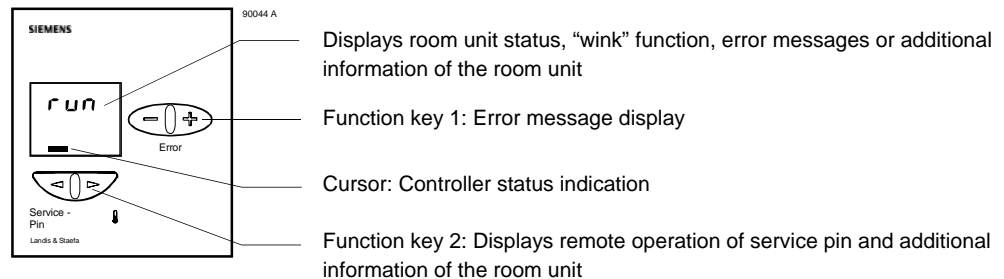 90044 A
SIEMENS
Displays room unit status, “wink” function, error messages or additional
information of the room unit
run
Function key 1: Error message display
Error
Cursor: Controller status indication
Service -
Pin
Landis & Staefa
Function key 2: Displays remote operation of service pin and additional
information of the room unit